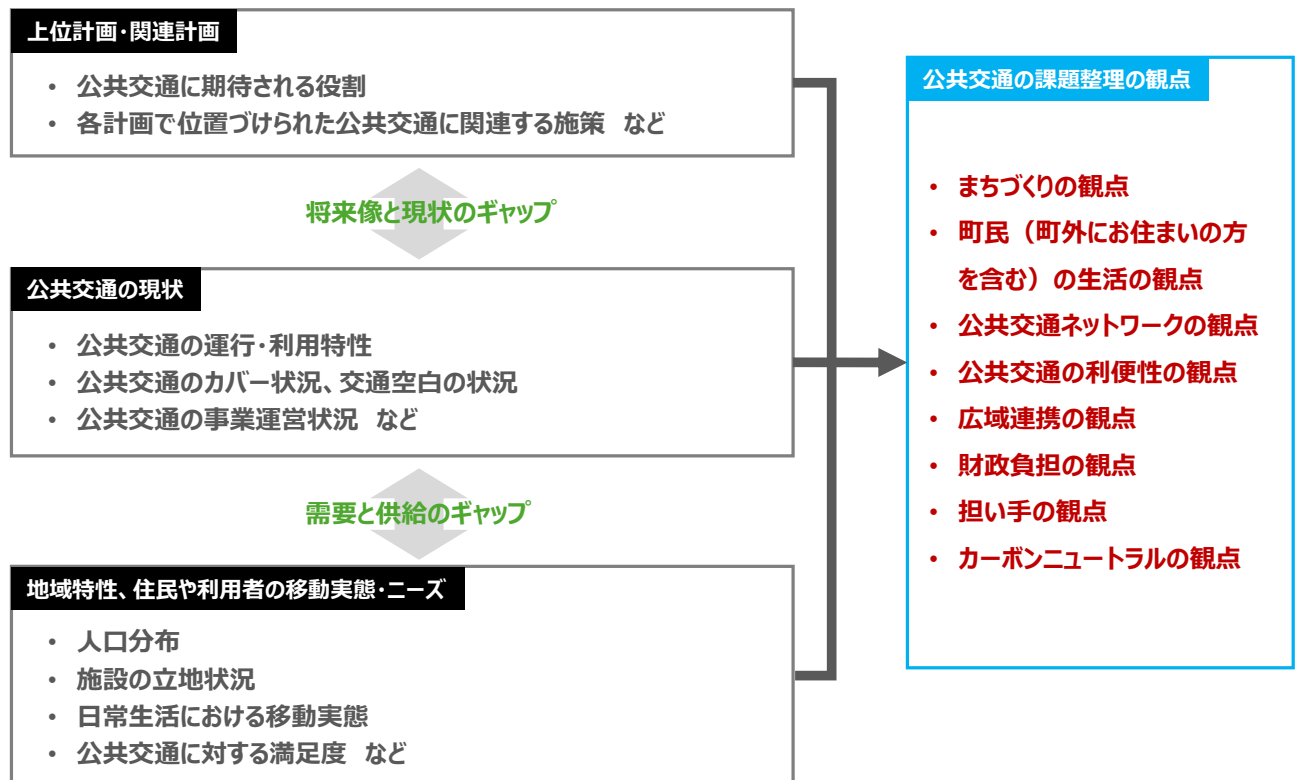 上位計画・関連計画
• 公共交通に期待される役割
• 各計画で位置づけられた公共交通に関連する施策 など
将来像と現状のギャップ
公共交通の現状
• 公共交通の運行・利用特性
• 公共交通のカバー状況、交通空白の状況
• 公共交通の事業運営状況 など
需要と供給のギャップ
地域特性、住民や利用者の移動実態・ニーズ
• 人口分布
• 施設の立地状況
• 日常生活における移動実態
• 公共交通に対する満足度 など
公共交通の課題整理の観点
• まちづくりの観点
• 町民（町外にお住まいの方
を含む）の生活の観点
• 公共交通ネットワークの観点
• 公共交通の利便性の観点
• 広域連携の観点
• 財政負担の観点
• 担い手の観点
• カーボンニュートラルの観点